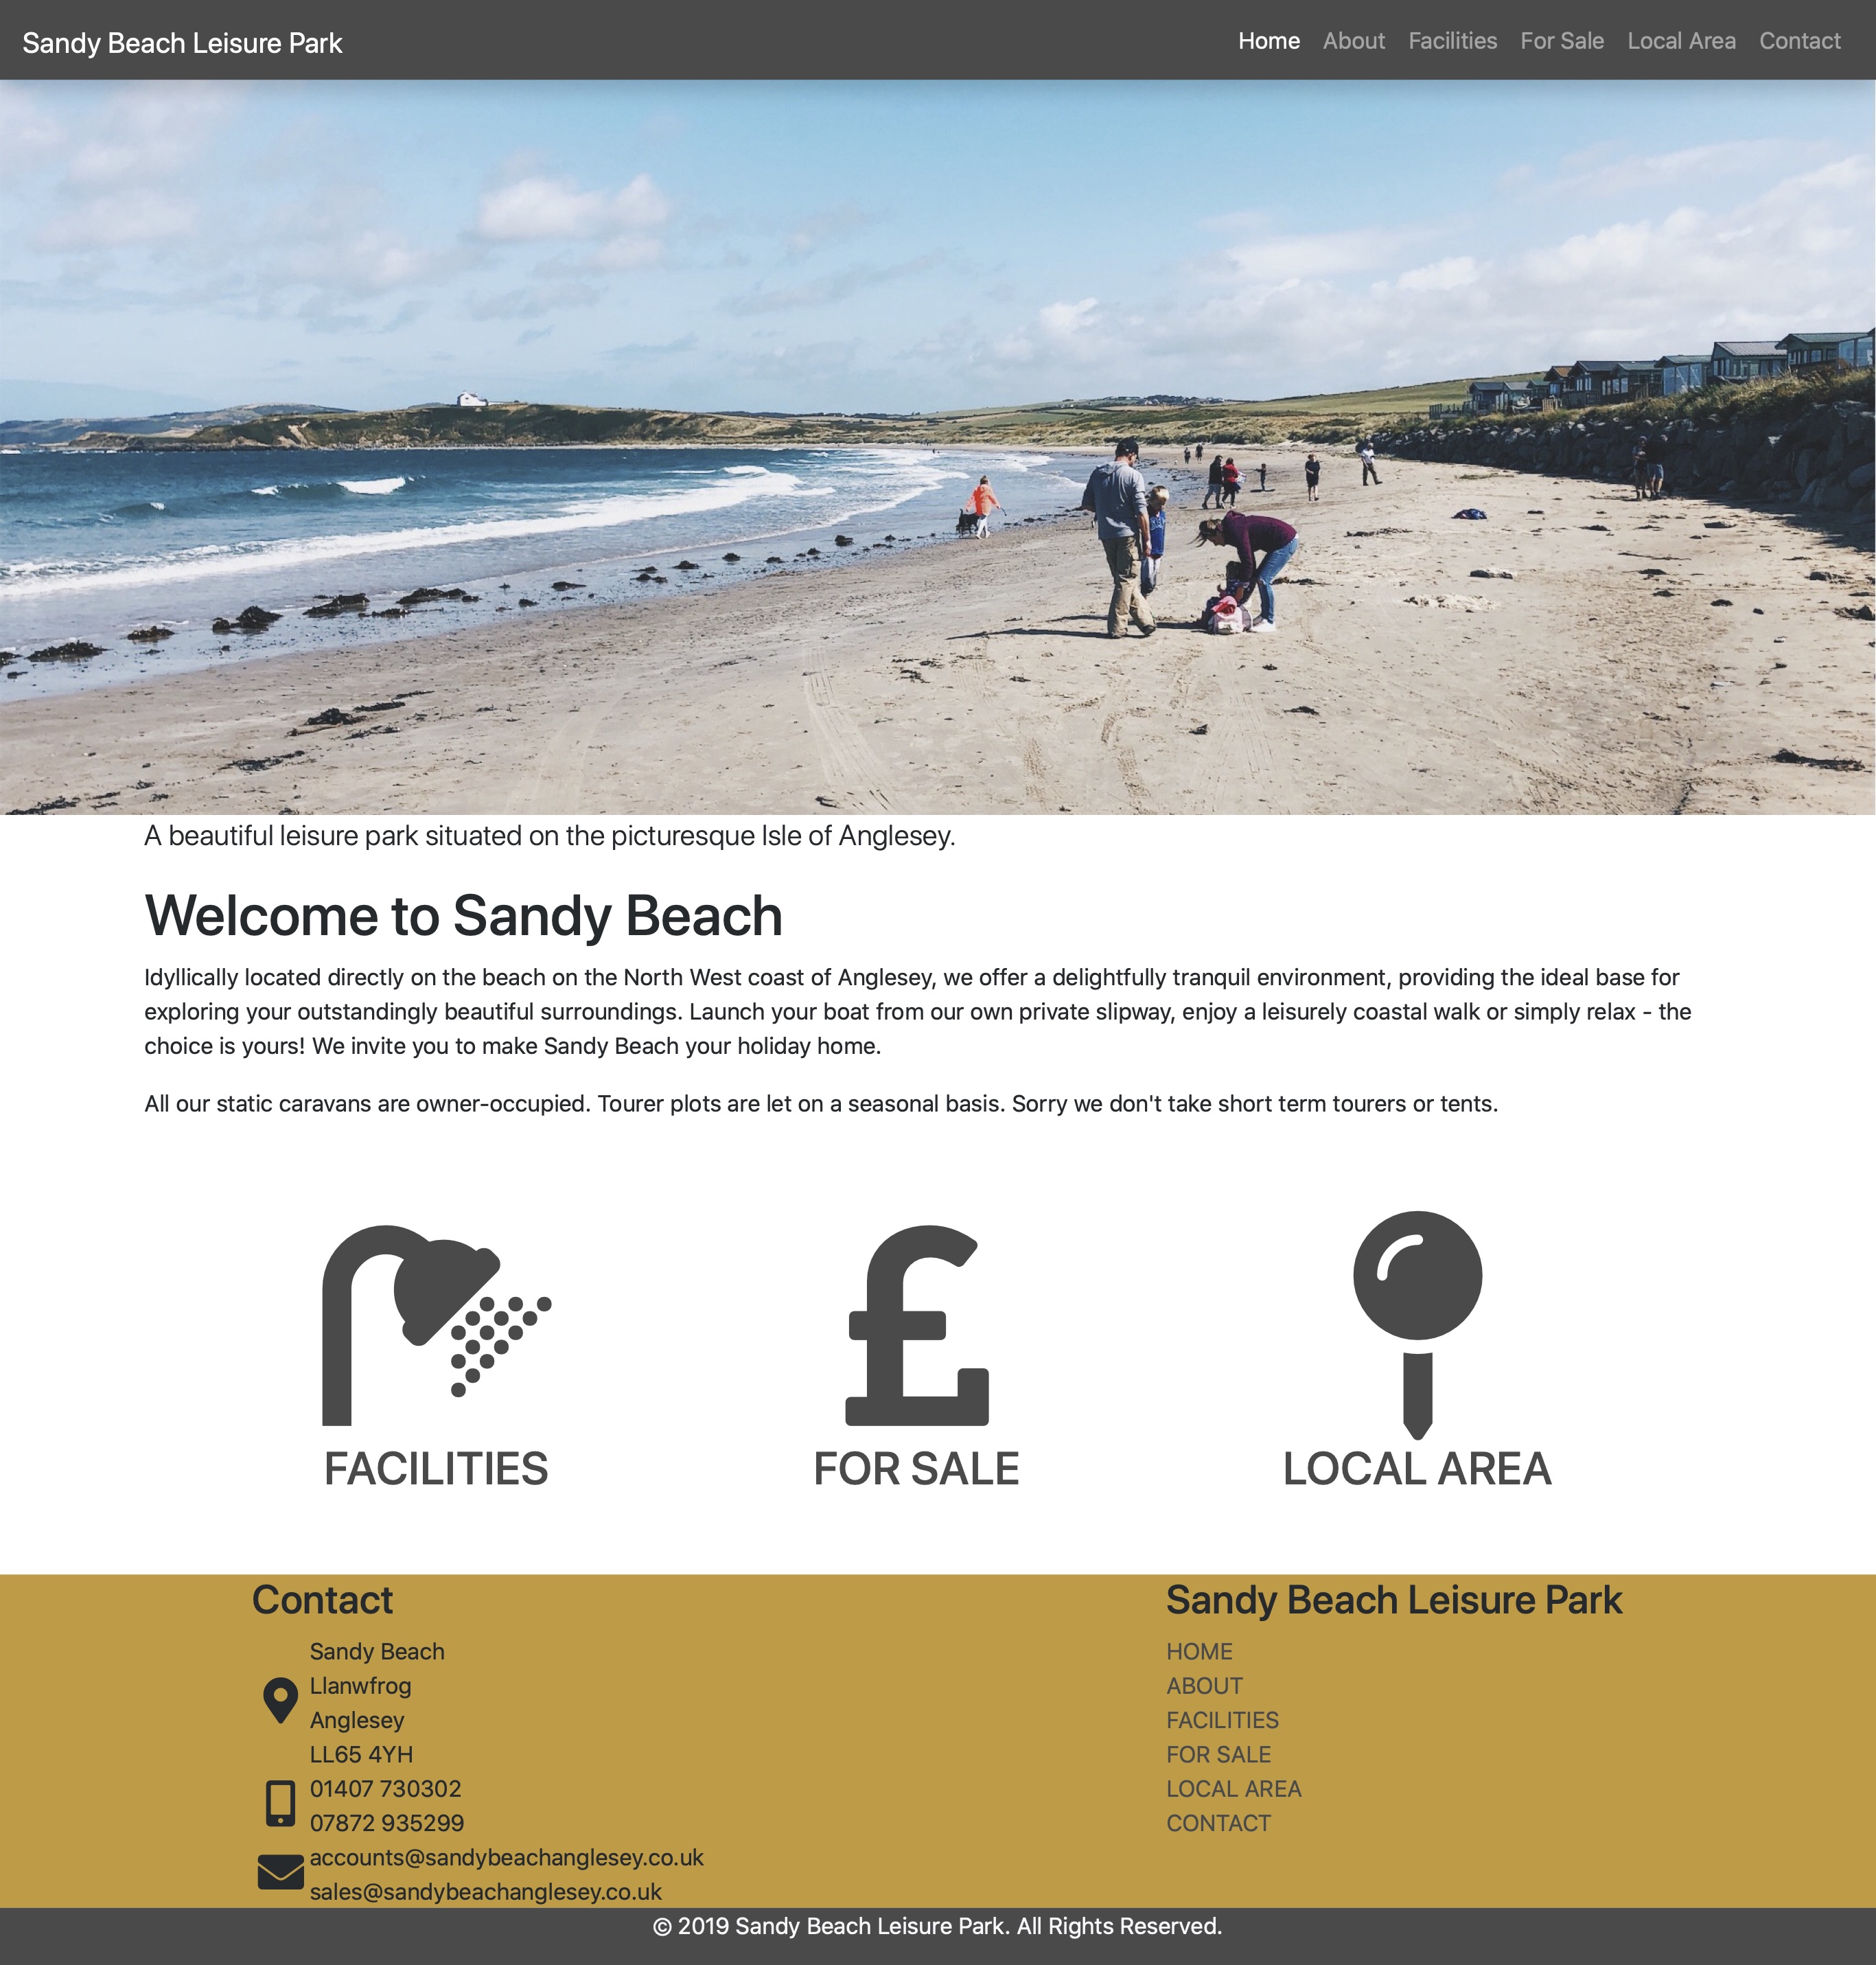 Sandy Beach Leisure Park
Home About Facilities For Sale Local Area Contact
A beautiful leisure park situated on the picturesque Isle of Anglesey.
Welcome to Sandy Beach
Idyllically located directly on the beach on the North West coast of Anglesey, we offer a delightfully tranquil environment, providing the ideal base for
exploring your outstandingly beautiful surroundings. Launch your boat from our own private slipway, enjoy a leisurely coastal walk or simply relax - the
choice is yours! We invite you to make Sandy Beach your holiday home.
All our static caravans are owner-occupied. Tourer plots are let on a seasonal basis. Sorry we don't take short term tourers or tents.
FACILITIES
£
FOR SALE
LOCAL AREA
Contact
Sandy Beach
Llanwfrog
Anglesey
LL65 4YH
01407 730302
07872 935299
accounts@sandybeachanglesey.co.uk
sales@sandybeachanglesey.co.uk
Sandy Beach Leisure Park
HOME
ABOUT
FACILITIES
FOR SALE
LOCAL AREA
CONTACT
© 2019 Sandy Beach Leisure Park. All Rights Reserved.